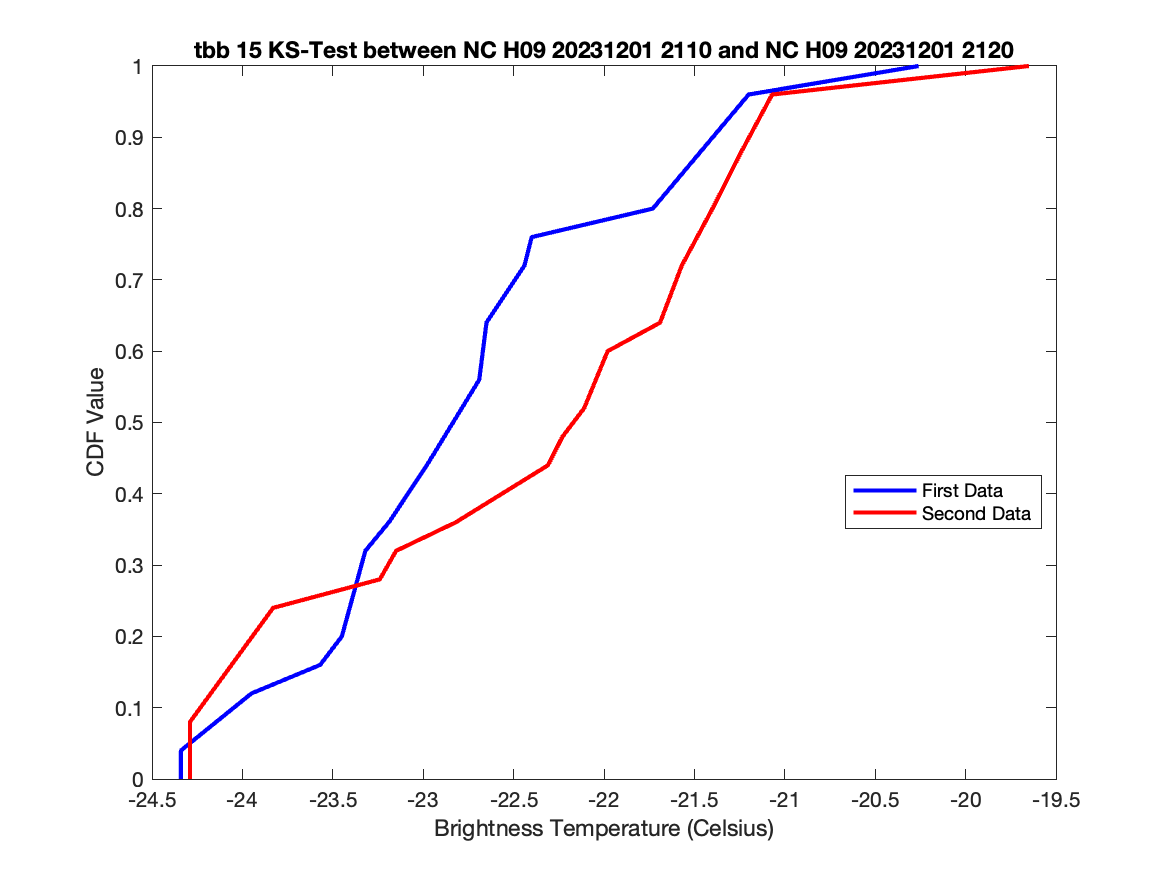 tbb 15 KS-Test between NC H09 20231201 2110 and NC H09 20231201 2120
1
0.9
0.8
0.7
0.6
0.5
0.4
0.3
0.2
0.1
0
CDF Value
First Data
Second Data
-24.5 -24 -23.5 -23 -22.5 -22 -21.5 -21 -20.5 -20 -19.5
Brightness Temperature (Celsius)